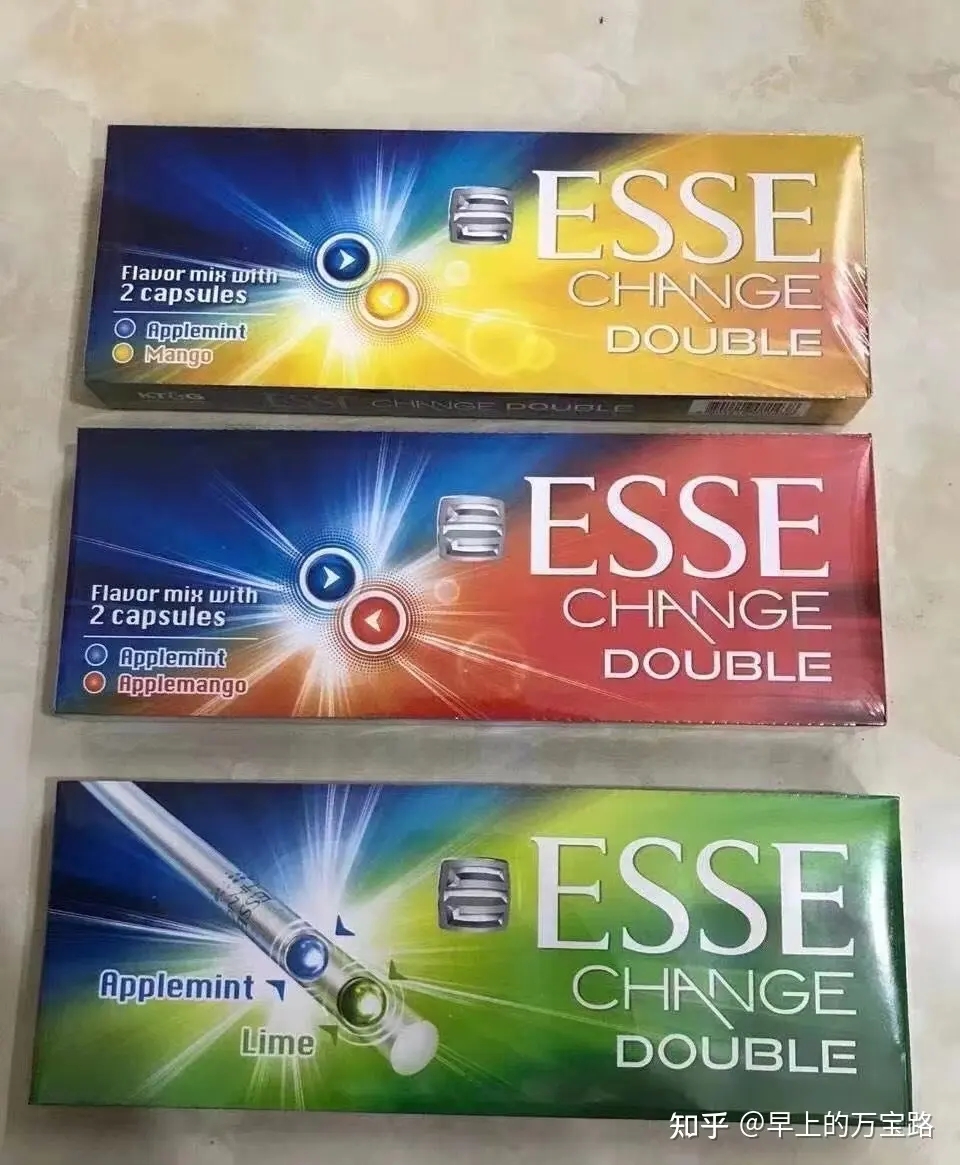 ESSE
CHANGE
DOUBLE
Flavor mix with
2 capsules
Applemint
Mango
KT&G ESSE CHANGE DOUBLE
ESSE
CHANGE
DOUBLE
Flavor mix with
2 capsules
Applemint
Applemango
ESSE
CHANGE
DOUBLE
Applemint
Lime
知乎 @早上的万宝路